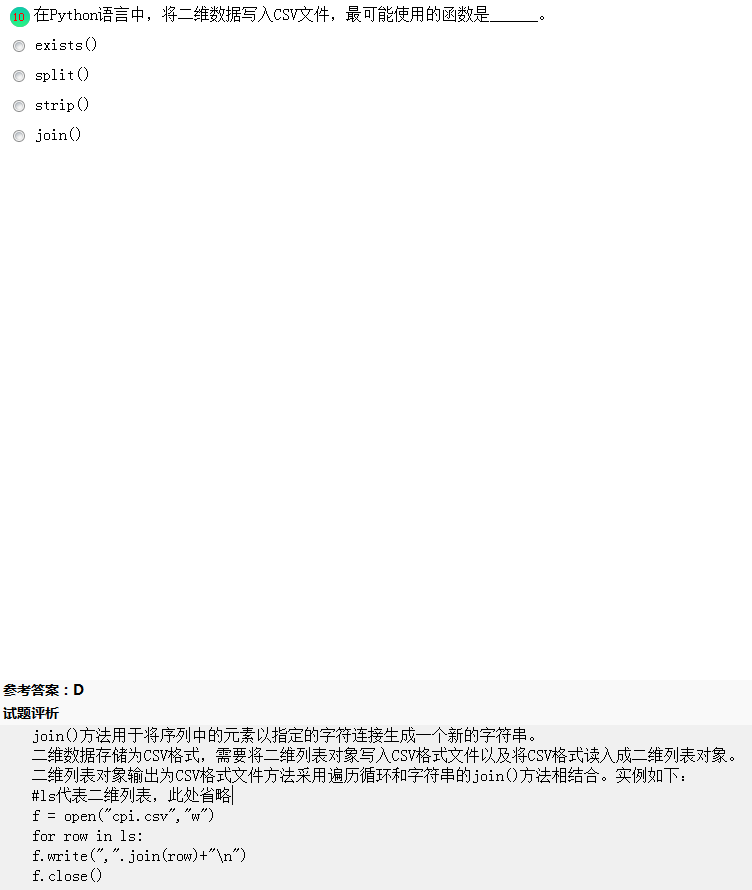 10 在Python语言中，将二维数据写入CSV文件，最可能使用的函数是______。
exists()
split()
strip()
join()
参考答案：D
试题评析
join()方法用于将序列中的元素以指定的字符连接生成一个新的字符串。
二维数据存储为CSV格式，需要将二维列表对象写入CSV格式文件以及将CSV格式读入成二维列表对象。
二维列表对象输出为CSV格式文件方法采用遍历循环和字符串的join()方法相结合。实例如下：
#ls代表二维列表，此处省略
f = open("cpi.csv","w")
for row in ls:
f.write(",".join(row)+"\n")
f.close()